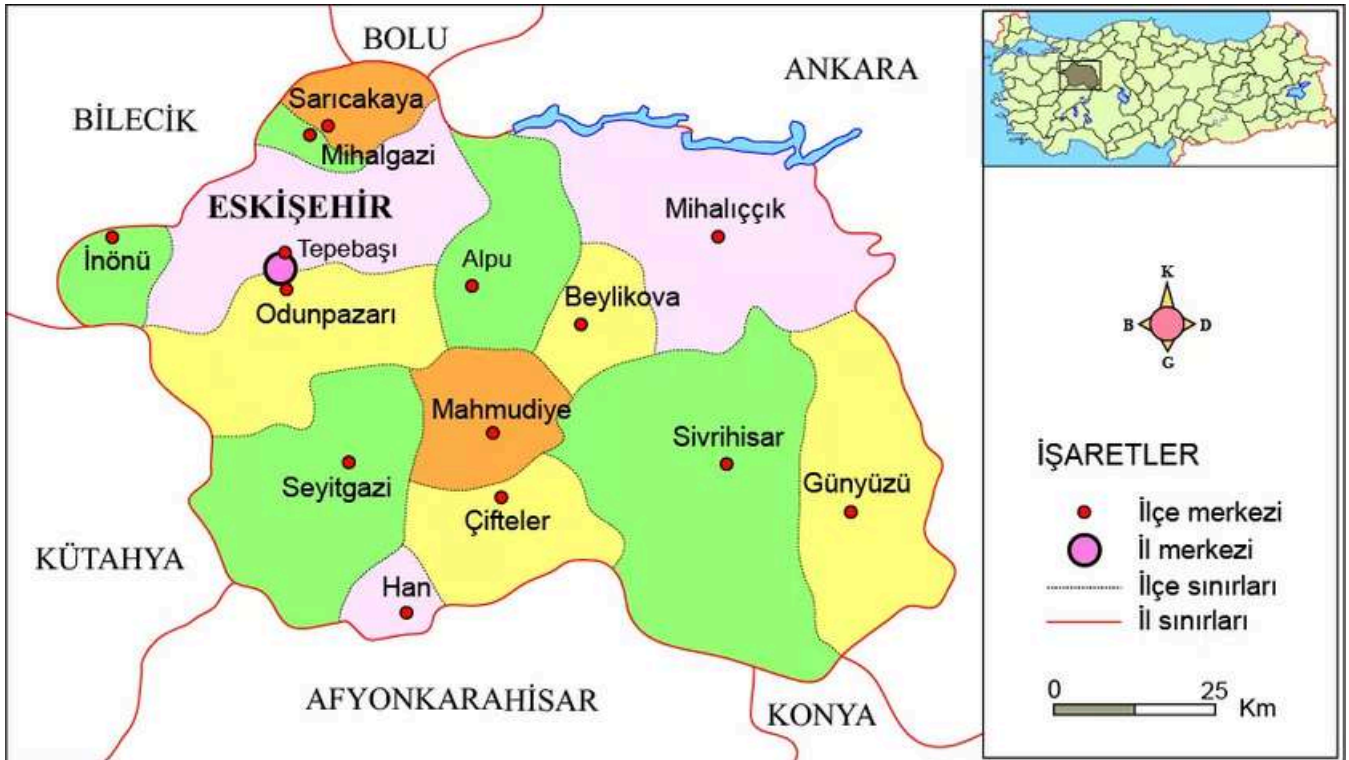 BOLU
ANKARA
BİLECİK
Sarıcakaya
Mihalgazi
ESKİŞEHİR
Mihalıççık
İnönü
Tepebaşı
Alpu
Beylikova
Odunpazarı
Mahmudiye
Sivrihisar
Seyitgazi
Günyüzü
Çifteler
KÜTAHYA
Han
AFYONKARAHİSAR
KONYA
K
B
D
G
İŞARETLER
İlçe merkezi
İl merkezi
İlçe sınırları
İl sınırları
0 25
Km